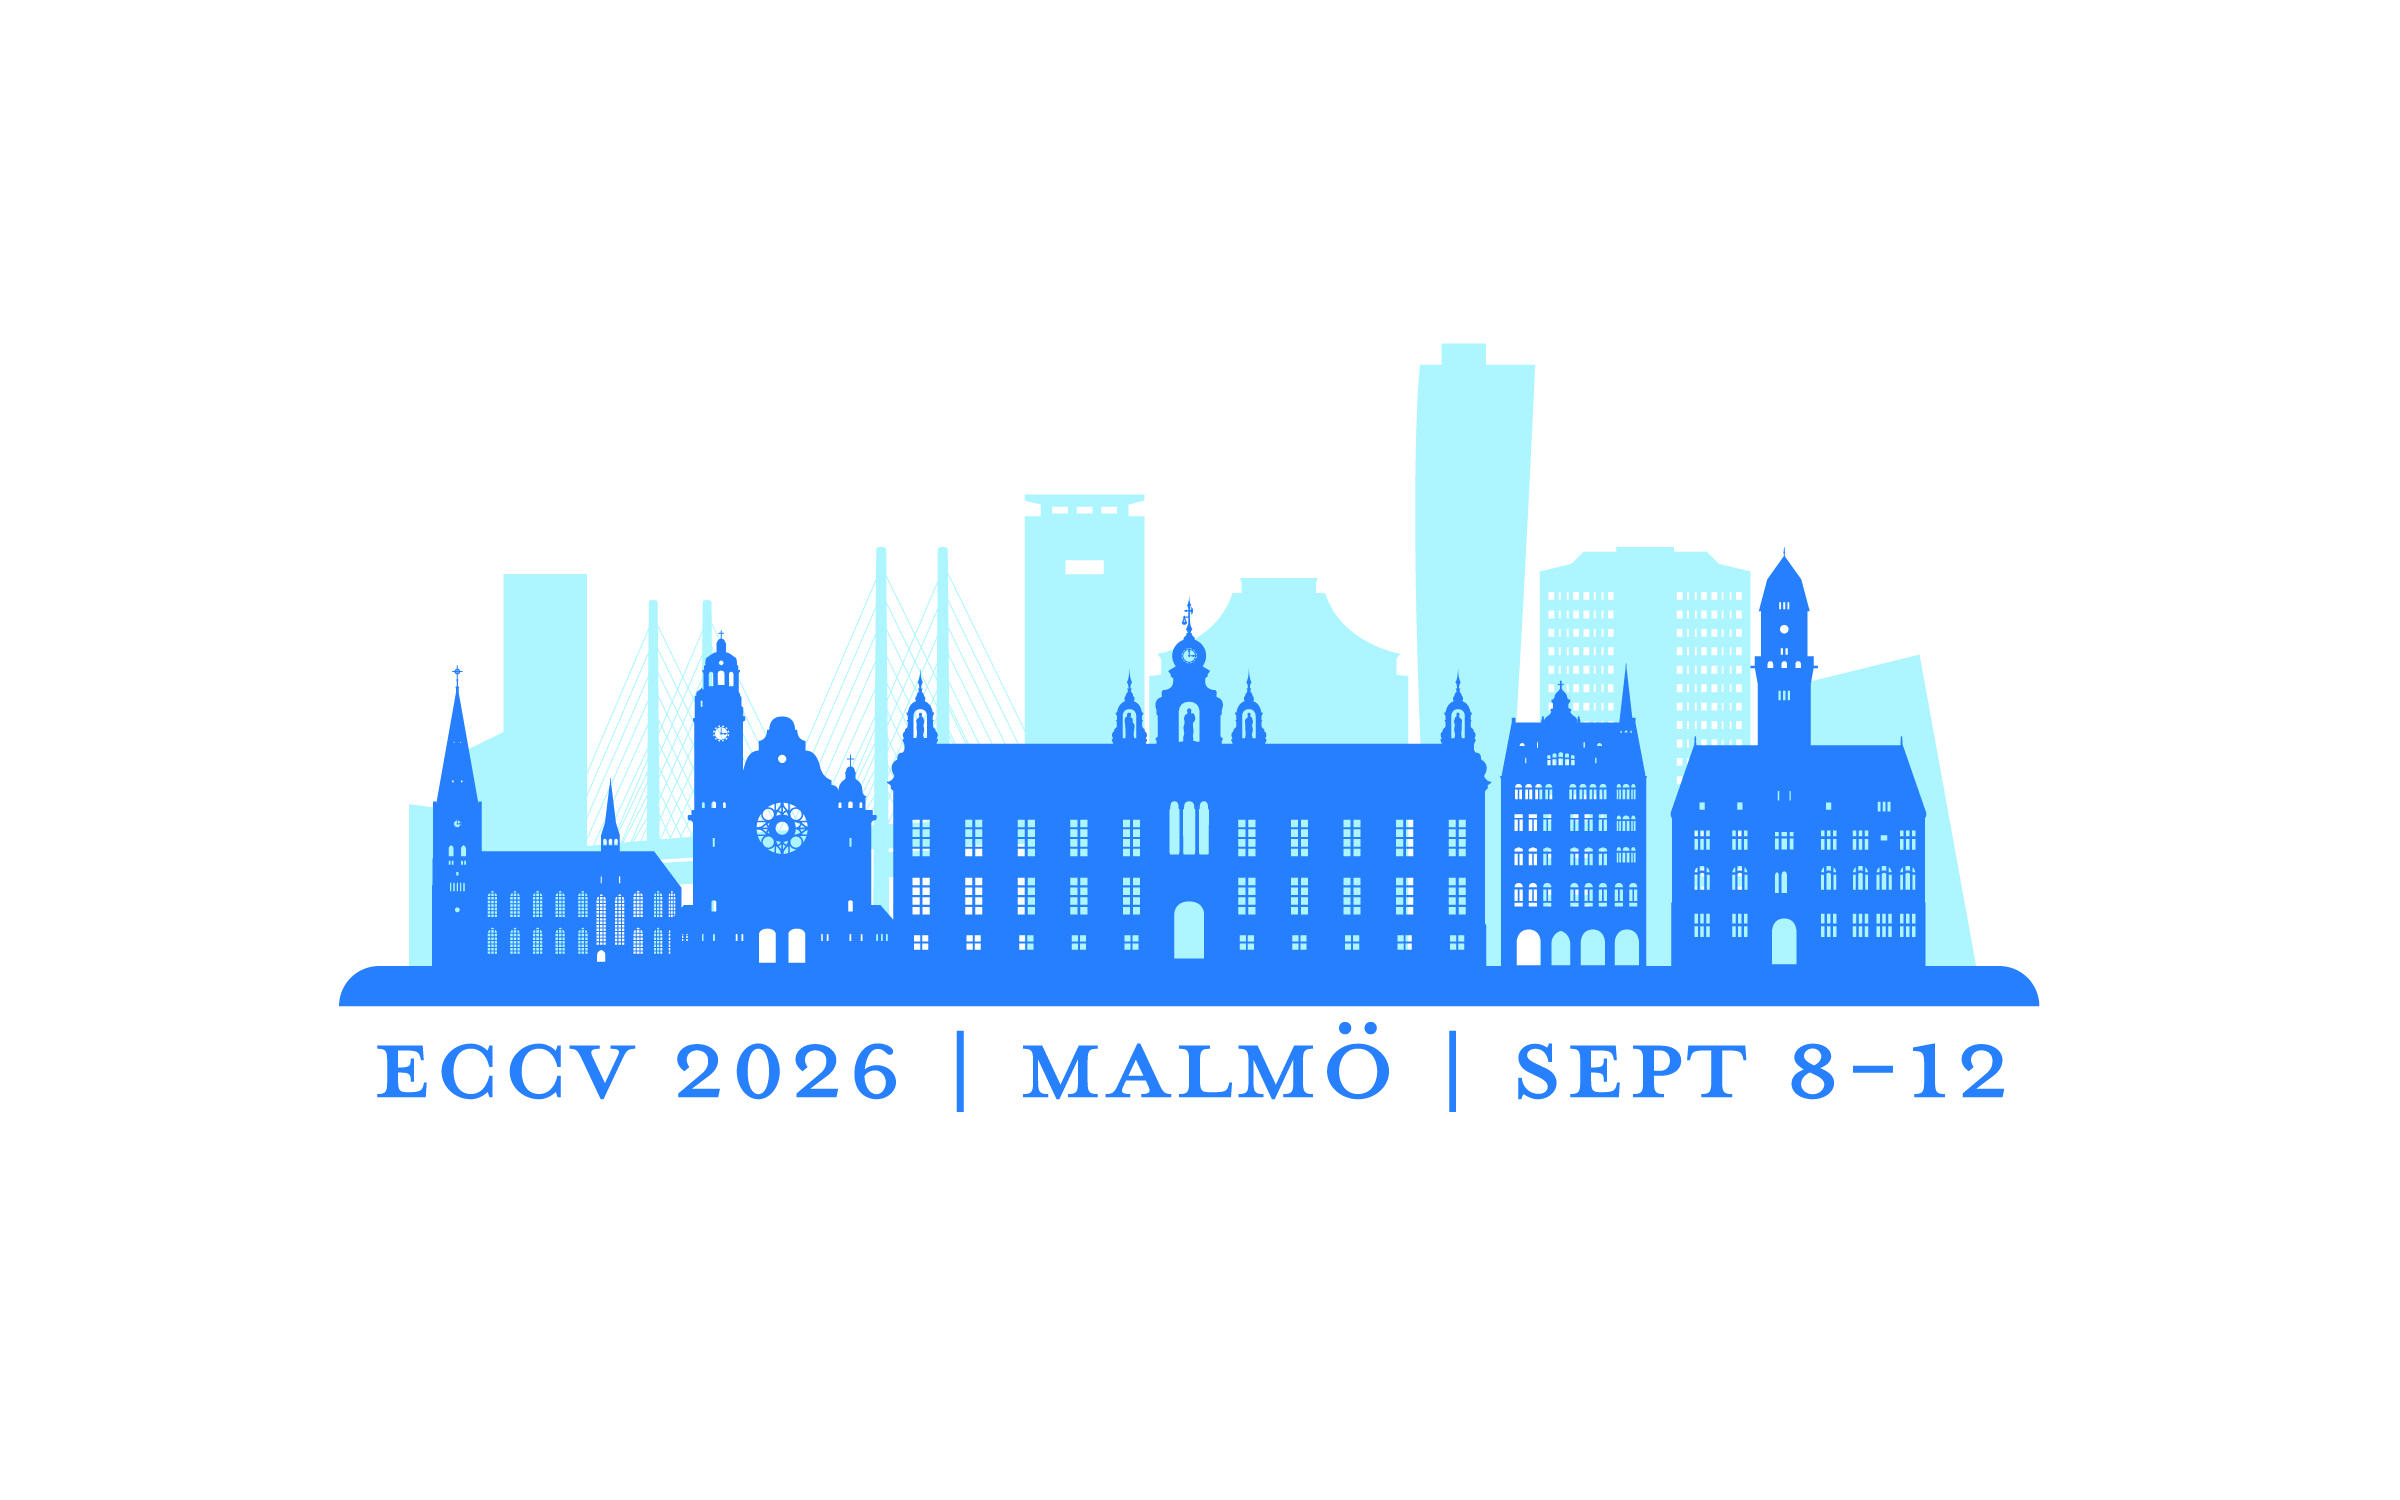 ECCV 2026 | MALMÖ | SEPT 8–12